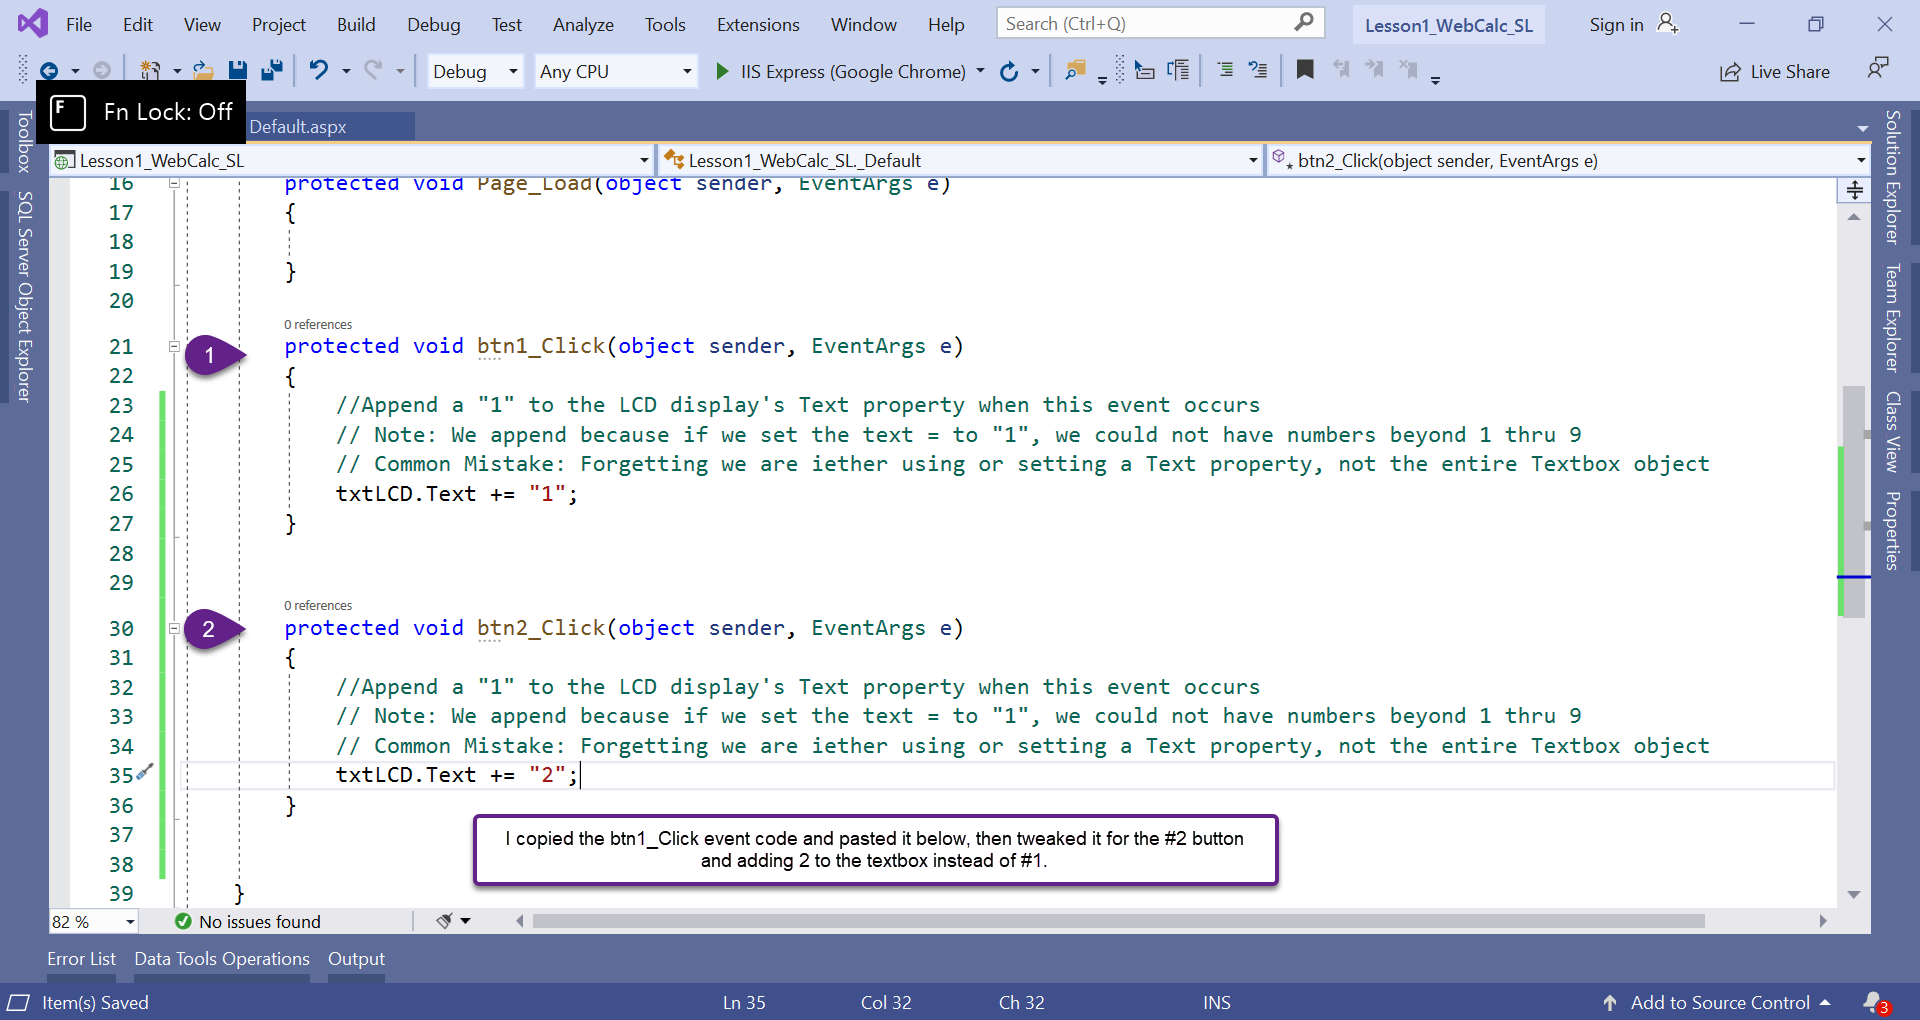 File Edit View Project Build Debug Test Analyze Tools Extensions Window Help Search (Ctrl+Q) Lesson1_WebCalc_SL Sign in
Debug Any CPU IIS Express (Google Chrome) Live Share
F Fn Lock: Off
Default.aspx
Toolbox
SQL Server Object Explorer
Lesson1_WebCalc_SL Lesson1_WebCalc_SL._Default btn2_Click(object sender, EventArgs e)
16 protected void Page_Load(object sender, EventArgs e)
17 {
18
19 }
20
0 references
21 1 protected void btn1_Click(object sender, EventArgs e)
22 {
23 //Append a "1" to the LCD display's Text property when this event occurs
24 // Note: We append because if we set the text = to "1", we could not have numbers beyond 1 thru 9
25 // Common Mistake: Forgetting we are iether using or setting a Text property, not the entire Textbox object
26 txtLCD.Text += "1";
27 }
28
29
0 references
30 2 protected void btn2_Click(object sender, EventArgs e)
31 {
32 //Append a "1" to the LCD display's Text property when this event occurs
33 // Note: We append because if we set the text = to "1", we could not have numbers beyond 1 thru 9
34 // Common Mistake: Forgetting we are iether using or setting a Text property, not the entire Textbox object
35 txtLCD.Text += "2";
36 }
37
38
39 }
I copied the btn1_Click event code and pasted it below, then tweaked it for the #2 button
and adding 2 to the textbox instead of #1.
Solution Explorer
Team Explorer
Class View
Properties
82 % No issues found
Error List Data Tools Operations Output
Item(s) Saved Ln 35 Col 32 Ch 32 INS Add to Source Control 3